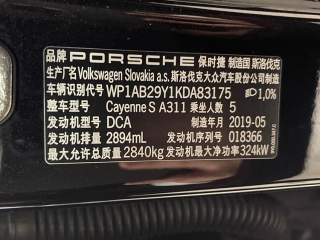 品牌 PORSCHE 保时捷 制造国 斯洛伐克
生产厂名 Volkswagen Slovakia a.s. 斯洛伐克大众汽车股份公司制造
车辆识别代号 WP1AB29Y1KDA83175 1,0%
整车型号 Cayenne S A311 乘坐人数 5
发动机型号 DCA 制造年月 2019-05
发动机排量 2894mL 发动机序号 018366
最大允许总质量 2840kg 发动机最大净功率 324kW